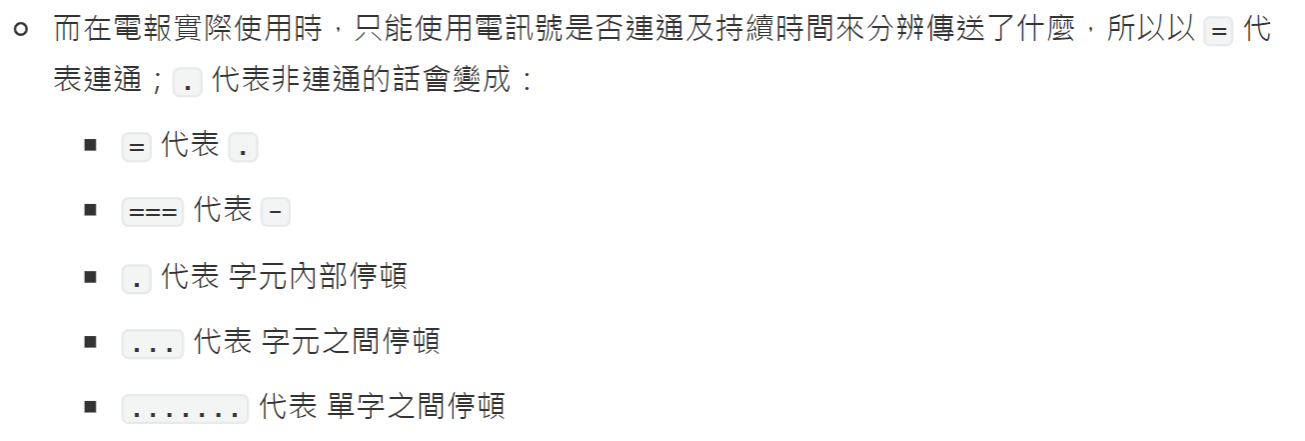 而在電報實際使用時，只能使用電訊號是否連通及持續時間來分辨傳送了什麼，所以以 = 代
表連通；. 代表非連通的話會變成：
= 代表 .
=== 代表 -
. 代表 字元內部停頓
... 代表 字元之間停頓
....... 代表 單字之間停頓